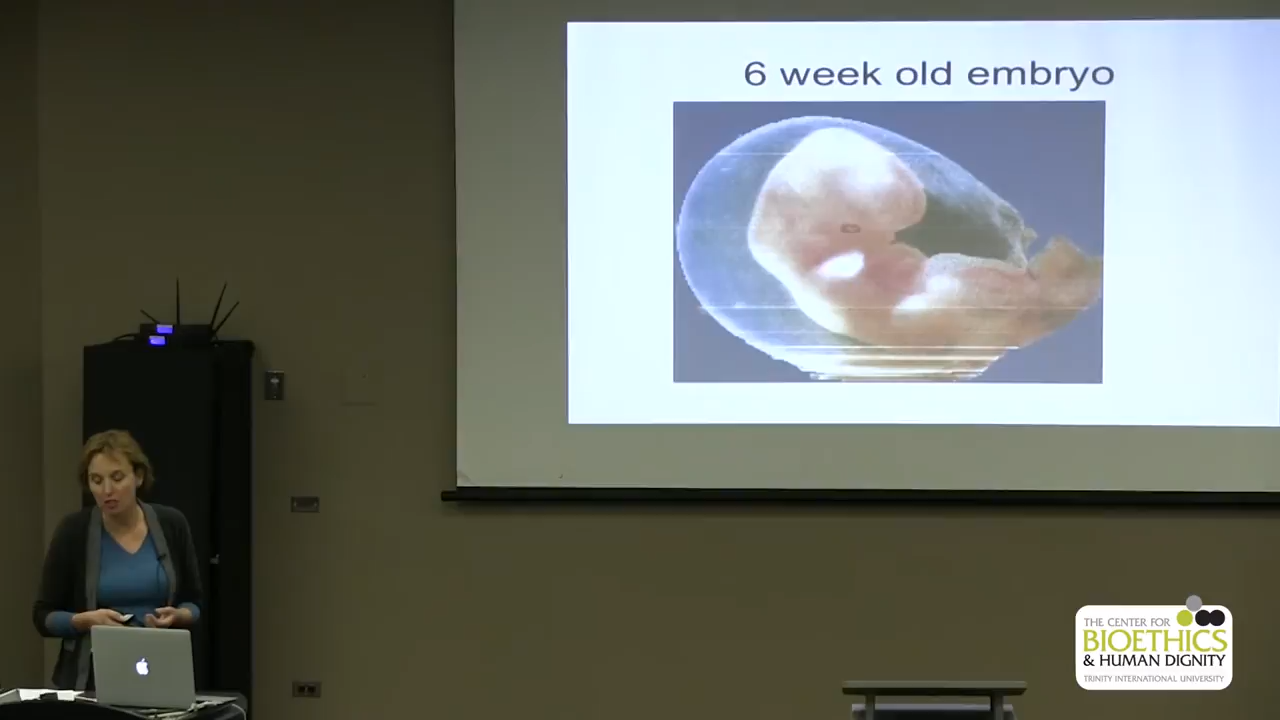 6 week old embryo
THE CENTER FOR
BIOETHICS
& HUMAN DIGNITY
TRINITY INTERNATIONAL UNIVERSITY